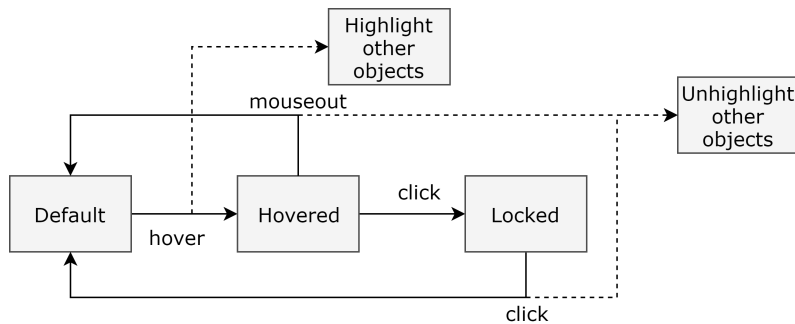 Highlight
other
objects
mouseout
Unhighlight
other
objects
Default
hover
Hovered
click
Locked
click